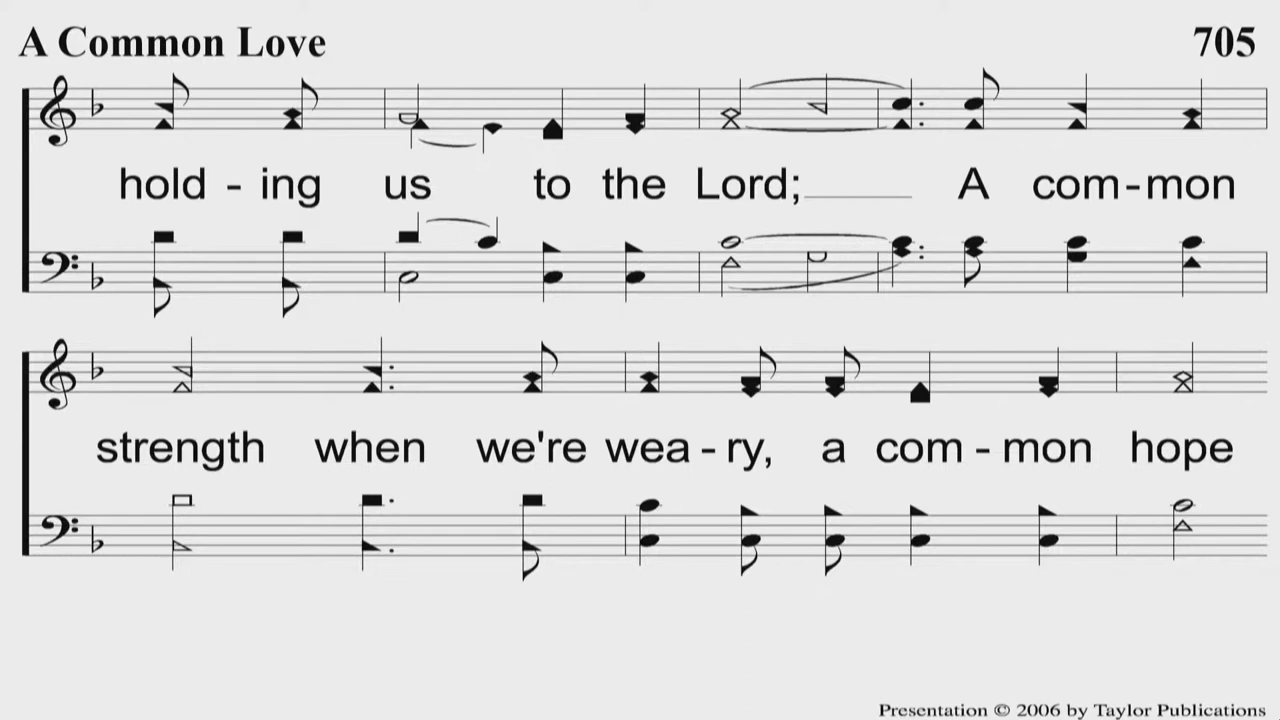 A Common Love 705
hold - ing us to the Lord; A com-mon
strength when we're wea - ry, a com - mon hope
Presentation © 2006 by Taylor Publications